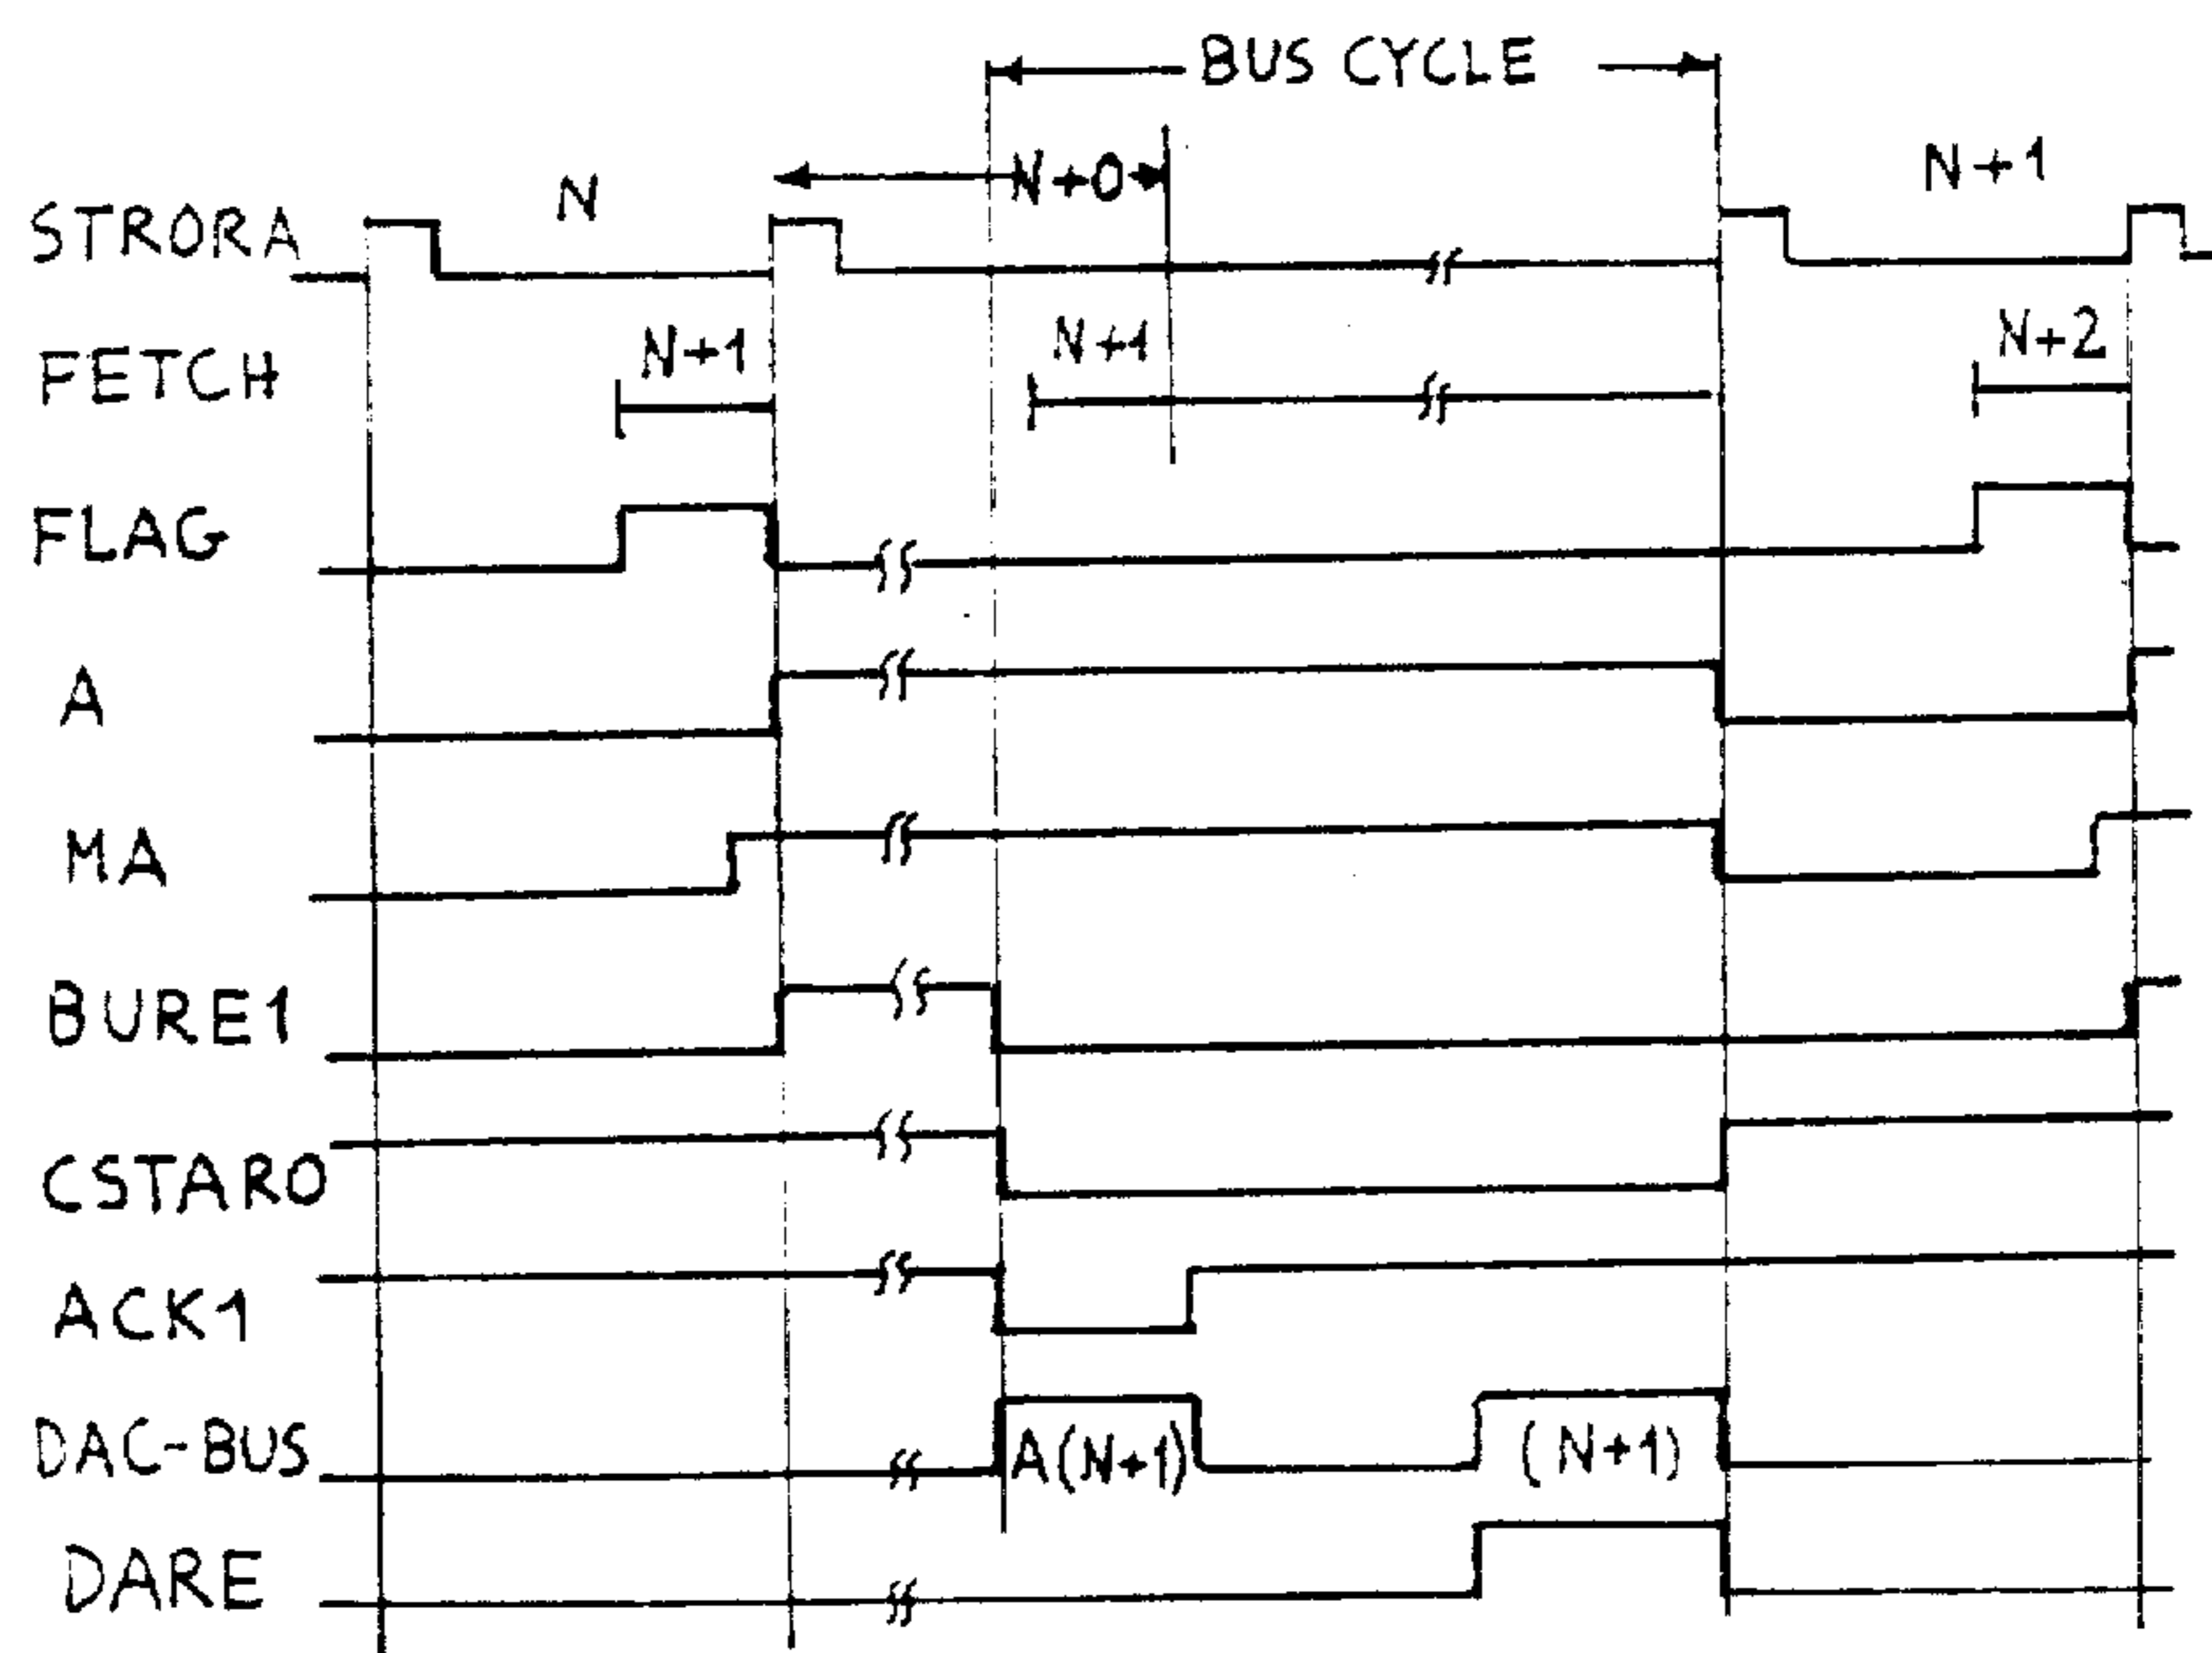 BUS CYCLE
N N+0 N+1
STRORA
N+1 N+1 N+2
FETCH
FLAG
A
MA
BURE1
CSTARO
ACK1
DAC-BUS A(N+1) (N+1)
DARE